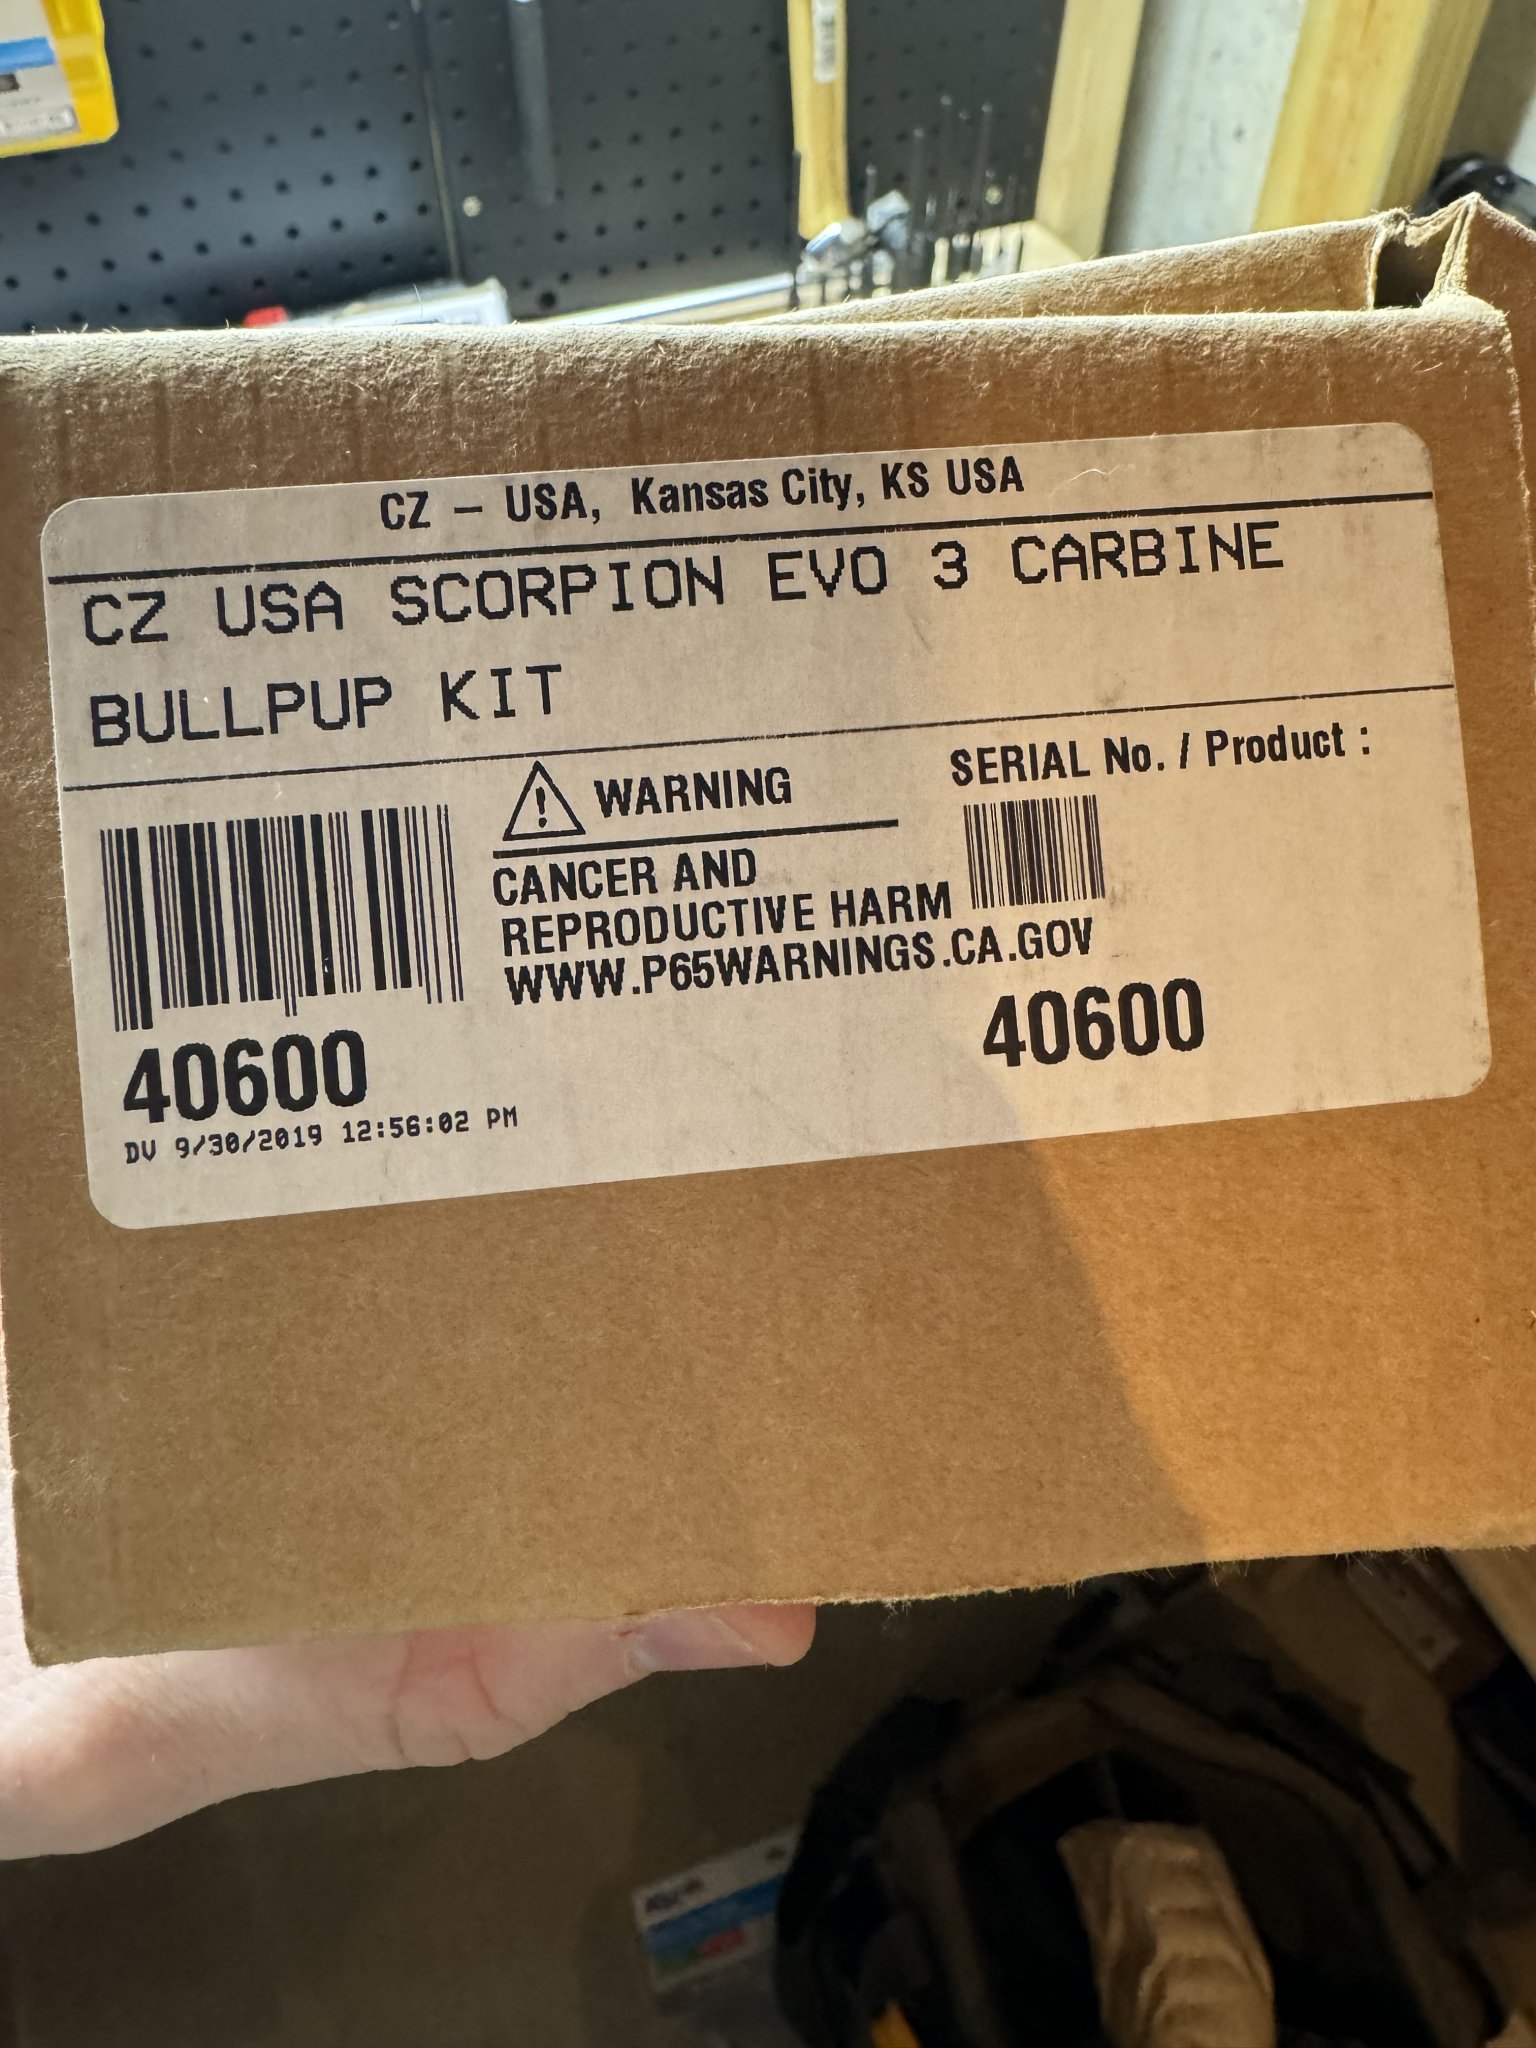 CZ – USA, Kansas City, KS USA
CZ USA SCORPION EVO 3 CARBINE
BULLPUP KIT
WARNING
CANCER AND
REPRODUCTIVE HARM
WWW.P65WARNINGS.CA.GOV
SERIAL No. / Product :
40600
40600
DV 9/30/2019 12:56:02 PM